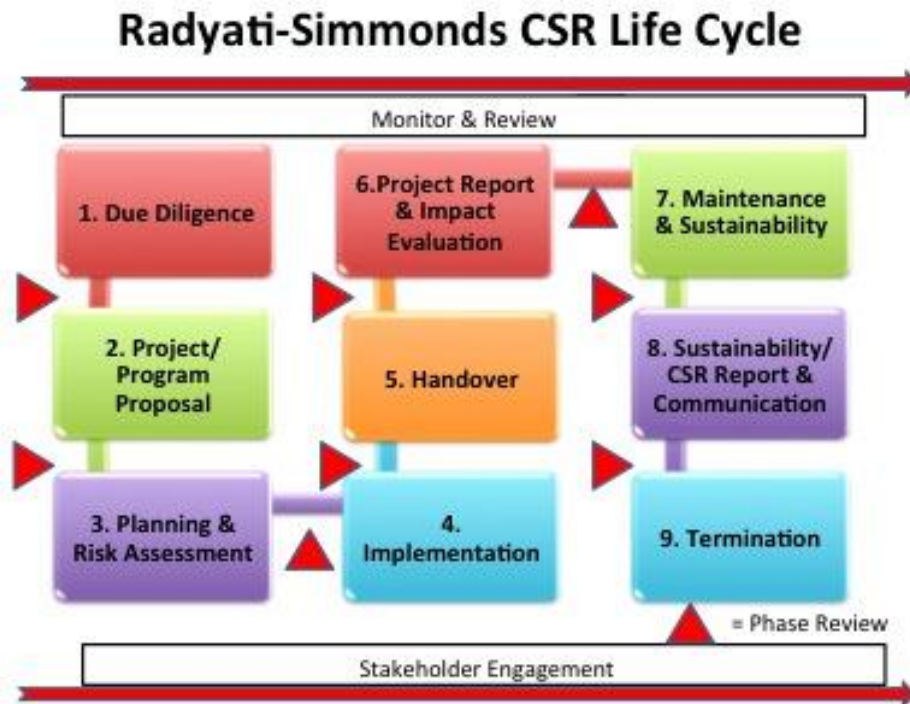 Radyati-Simmonds CSR Life Cycle
Monitor & Review
1. Due Diligence
2. Project/
Program
Proposal
3. Planning &
Risk Assessment
4.
Implementation
5. Handover
6.Project Report
& Impact
Evaluation
7. Maintenance
& Sustainability
8. Sustainability/
CSR Report &
Communication
9. Termination
= Phase Review
Stakeholder Engagement